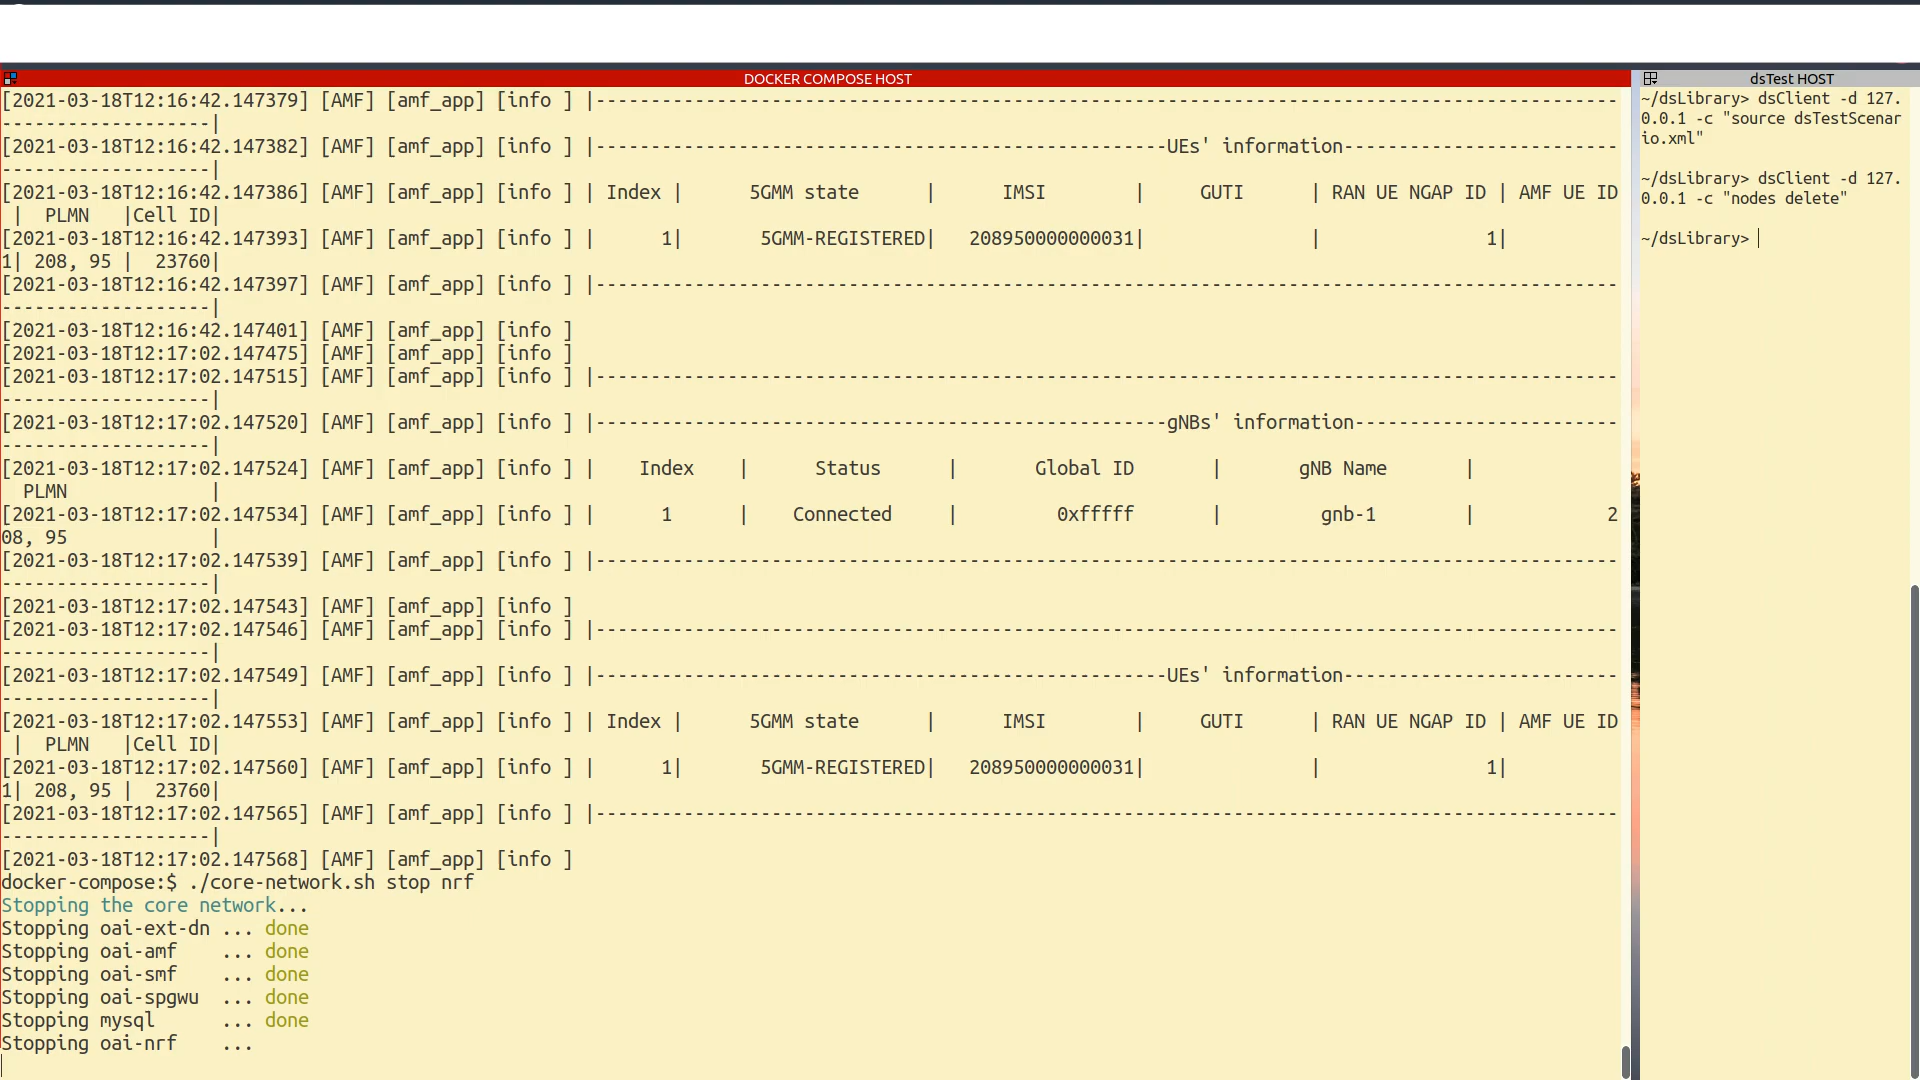 DOCKER COMPOSE HOST
[2021-03-18T12:16:42.147379] [AMF] [amf_app] [info ] |---------------------------------------------------------------------------------------------
-------------------|
[2021-03-18T12:16:42.147382] [AMF] [amf_app] [info ] |----------------------------------------------------UEs' information-------------------------
-------------------|
[2021-03-18T12:16:42.147386] [AMF] [amf_app] [info ] | Index |      5GMM state      |      IMSI        |     GUTI      | RAN UE NGAP ID | AMF UE ID
 |  PLMN   |Cell ID|
[2021-03-18T12:16:42.147393] [AMF] [amf_app] [info ] |      1|       5GMM-REGISTERED|   208950000000031|               |               1|
1| 208, 95 |  23760|
[2021-03-18T12:16:42.147397] [AMF] [amf_app] [info ] |---------------------------------------------------------------------------------------------
-------------------|
[2021-03-18T12:16:42.147401] [AMF] [amf_app] [info ]
[2021-03-18T12:17:02.147475] [AMF] [amf_app] [info ]
[2021-03-18T12:17:02.147515] [AMF] [amf_app] [info ] |---------------------------------------------------------------------------------------------
-------------------|
[2021-03-18T12:17:02.147520] [AMF] [amf_app] [info ] |----------------------------------------------------gNBs' information------------------------
-------------------|
[2021-03-18T12:17:02.147524] [AMF] [amf_app] [info ] |    Index    |      Status      |       Global ID       |       gNB Name       |
  PLMN             |
[2021-03-18T12:17:02.147534] [AMF] [amf_app] [info ] |      1      |    Connected     |         0xfffff       |         gnb-1        |            2
08, 95             |
[2021-03-18T12:17:02.147539] [AMF] [amf_app] [info ] |---------------------------------------------------------------------------------------------
-------------------|
[2021-03-18T12:17:02.147543] [AMF] [amf_app] [info ]
[2021-03-18T12:17:02.147546] [AMF] [amf_app] [info ] |---------------------------------------------------------------------------------------------
-------------------|
[2021-03-18T12:17:02.147549] [AMF] [amf_app] [info ] |----------------------------------------------------UEs' information-------------------------
-------------------|
[2021-03-18T12:17:02.147553] [AMF] [amf_app] [info ] | Index |      5GMM state      |      IMSI        |     GUTI      | RAN UE NGAP ID | AMF UE ID
 |  PLMN   |Cell ID|
[2021-03-18T12:17:02.147560] [AMF] [amf_app] [info ] |      1|       5GMM-REGISTERED|   208950000000031|               |               1|
1| 208, 95 |  23760|
[2021-03-18T12:17:02.147565] [AMF] [amf_app] [info ] |---------------------------------------------------------------------------------------------
-------------------|
[2021-03-18T12:17:02.147568] [AMF] [amf_app] [info ]
docker-compose:$ ./core-network.sh stop nrf
Stopping the core network...
Stopping oai-ext-dn ... done
Stopping oai-amf    ... done
Stopping oai-smf    ... done
Stopping oai-spgwu  ... done
Stopping mysql      ... done
Stopping oai-nrf    ...
dsTest HOST
~/dsLibrary> dsClient -d 127.
0.0.1 -c "source dsTestScenar
io.xml"
~/dsLibrary> dsClient -d 127.
0.0.1 -c "nodes delete"
~/dsLibrary>